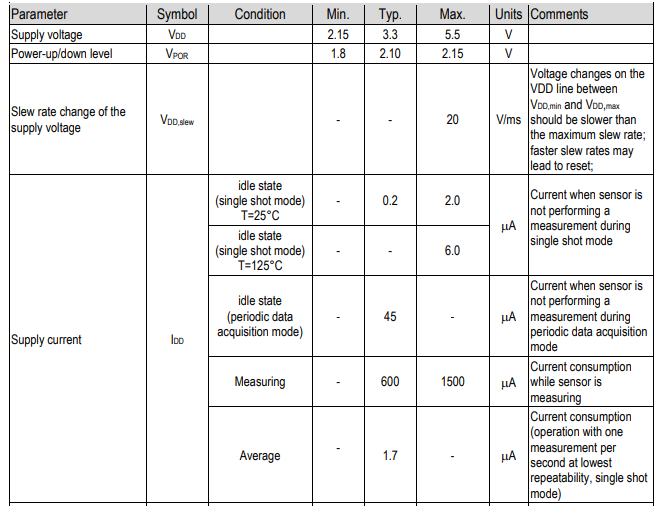 Parameter Symbol Condition Min. Typ. Max. Units Comments
Supply voltage VDD 2.15 3.3 5.5 V
Power-up/down level VPOR 1.8 2.10 2.15 V
Slew rate change of the
supply voltage
VDD,slew
- - 20 V/ms
Voltage changes on the
VDD line between
VDD,min and VDD,max
should be slower than
the maximum slew rate;
faster slew rates may
lead to reset;
Supply current
IDD
idle state
(single shot mode)
T=25°C
- 0.2 2.0
idle state
(single shot mode)
T=125°C
- - 6.0
μA
Current when sensor is
not performing a
measurement during
single shot mode
idle state
(periodic data
acquisition mode)
- 45 - μA
Current when sensor is
not performing a
measurement during
periodic data acquisition
mode
Measuring - 600 1500 μA
Current consumption
while sensor is
measuring
Average - 1.7 - μA
Current consumption
(operation with one
measurement per
second at lowest
repeatability, single shot
mode)